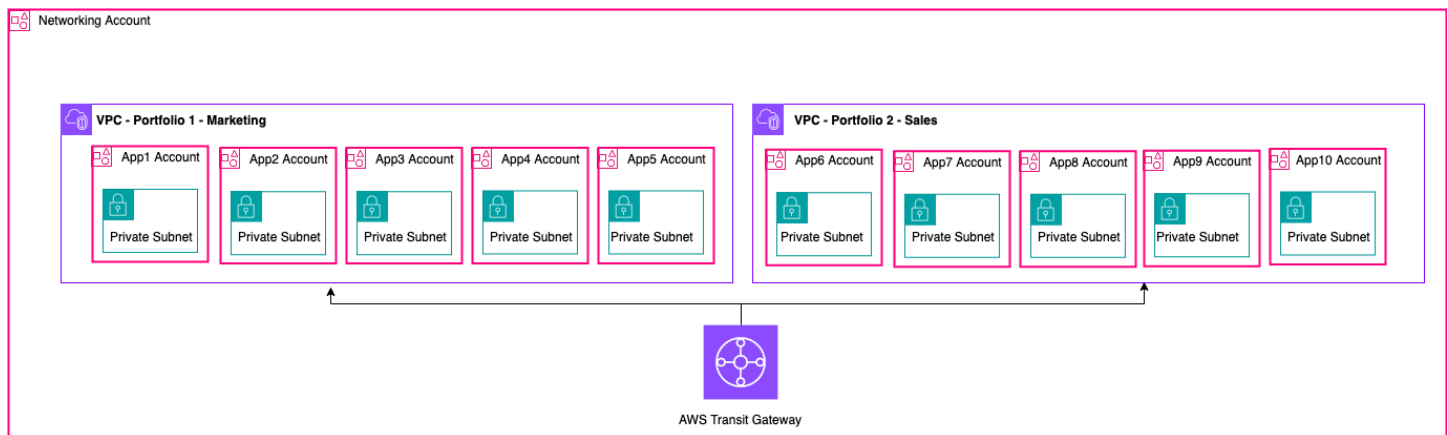 Networking Account
VPC - Portfolio 1 - Marketing
App1 Account
App2 Account
App3 Account
App4 Account
App5 Account
Private Subnet
Private Subnet
Private Subnet
Private Subnet
Private Subnet
VPC - Portfolio 2 - Sales
App6 Account
App7 Account
App8 Account
App9 Account
App10 Account
Private Subnet
Private Subnet
Private Subnet
Private Subnet
Private Subnet
AWS Transit Gateway